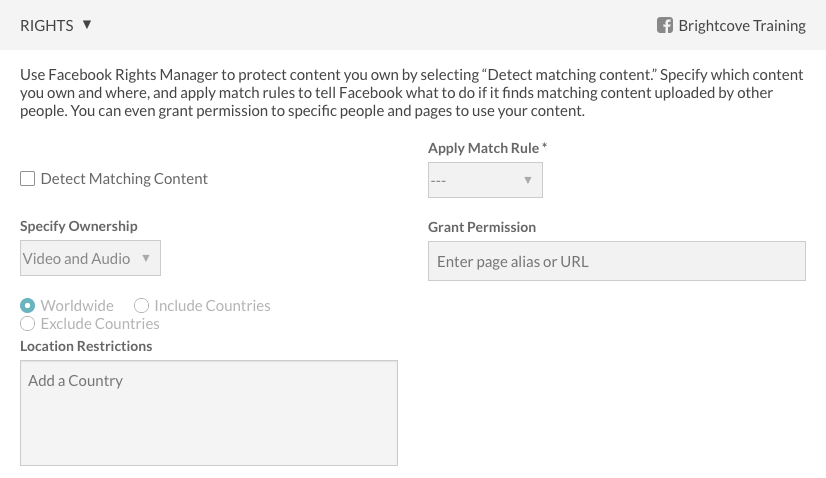 RIGHTS ▼
Brightcove Training
Use Facebook Rights Manager to protect content you own by selecting “Detect matching content.” Specify which content
you own and where, and apply match rules to tell Facebook what to do if it finds matching content uploaded by other
people. You can even grant permission to specific people and pages to use your content.
Apply Match Rule *
---
Detect Matching Content
Specify Ownership
Video and Audio
Grant Permission
Enter page alias or URL
Worldwide Include Countries
Exclude Countries
Location Restrictions
Add a Country